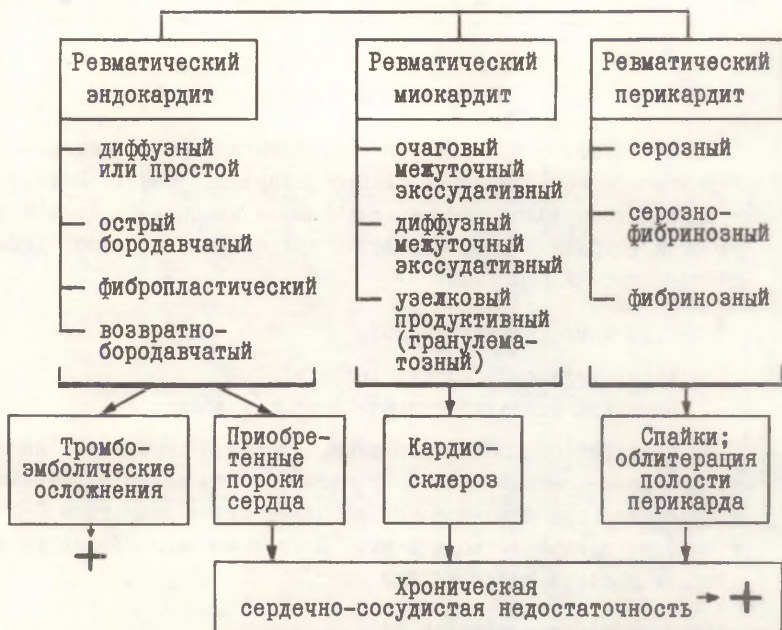 Ревматический
эндокардит
диффузный
или простой
острый
бородавчатый
фибропластический
возвратно-
бородавчатый
Ревматический
миокардит
очаговый
межуточный
экссудативный
диффузный
межуточный
экссудативный
узелковый
продуктивный
(гранулема-
тозный)
Ревматический
перикардит
серозный
серозно-
фибринозный
фибринозный
Тромбо-
эмболические
осложнения
+
Приобре-
тенные
пороки
сердца
Кардио-
склероз
Спайки;
облитерация
полости
перикарда
Хроническая
сердечно-сосудистая недостаточность → +